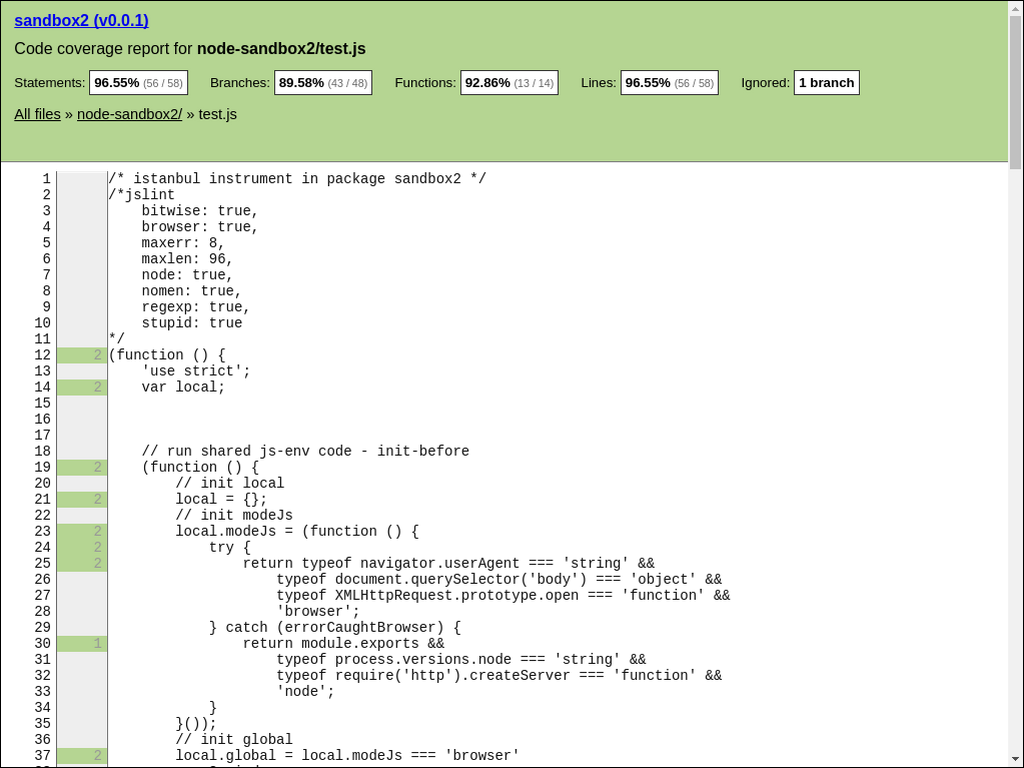 sandbox2 (v0.0.1)
Code coverage report for node-sandbox2/test.js
Statements: 96.55% (56 / 58) Branches: 89.58% (43 / 48) Functions: 92.86% (13 / 14) Lines: 96.55% (56 / 58) Ignored: 1 branch
All files » node-sandbox2/ » test.js
1 /* istanbul instrument in package sandbox2 */
2 /*jslint
3     bitwise: true,
4     browser: true,
5     maxerr: 8,
6     maxlen: 96,
7     node: true,
8     nomen: true,
9     regexp: true,
10     stupid: true
11 */
12 2 (function () {
13     'use strict';
14 2     var local;
15
16
17
18     // run shared js-env code - init-before
19 2     (function () {
20         // init local
21 2         local = {};
22         // init modeJs
23 2         local.modeJs = (function () {
24 2             try {
25 2                 return typeof navigator.userAgent === 'string' &&
26                     typeof document.querySelector('body') === 'object' &&
27                     typeof XMLHttpRequest.prototype.open === 'function' &&
28                     'browser';
29             } catch (errorCaughtBrowser) {
30 1                 return module.exports &&
31                     typeof process.versions.node === 'string' &&
32                     typeof require('http').createServer === 'function' &&
33                     'node';
34             }
35         }());
36         // init global
37 2         local.global = local.modeJs === 'browser'